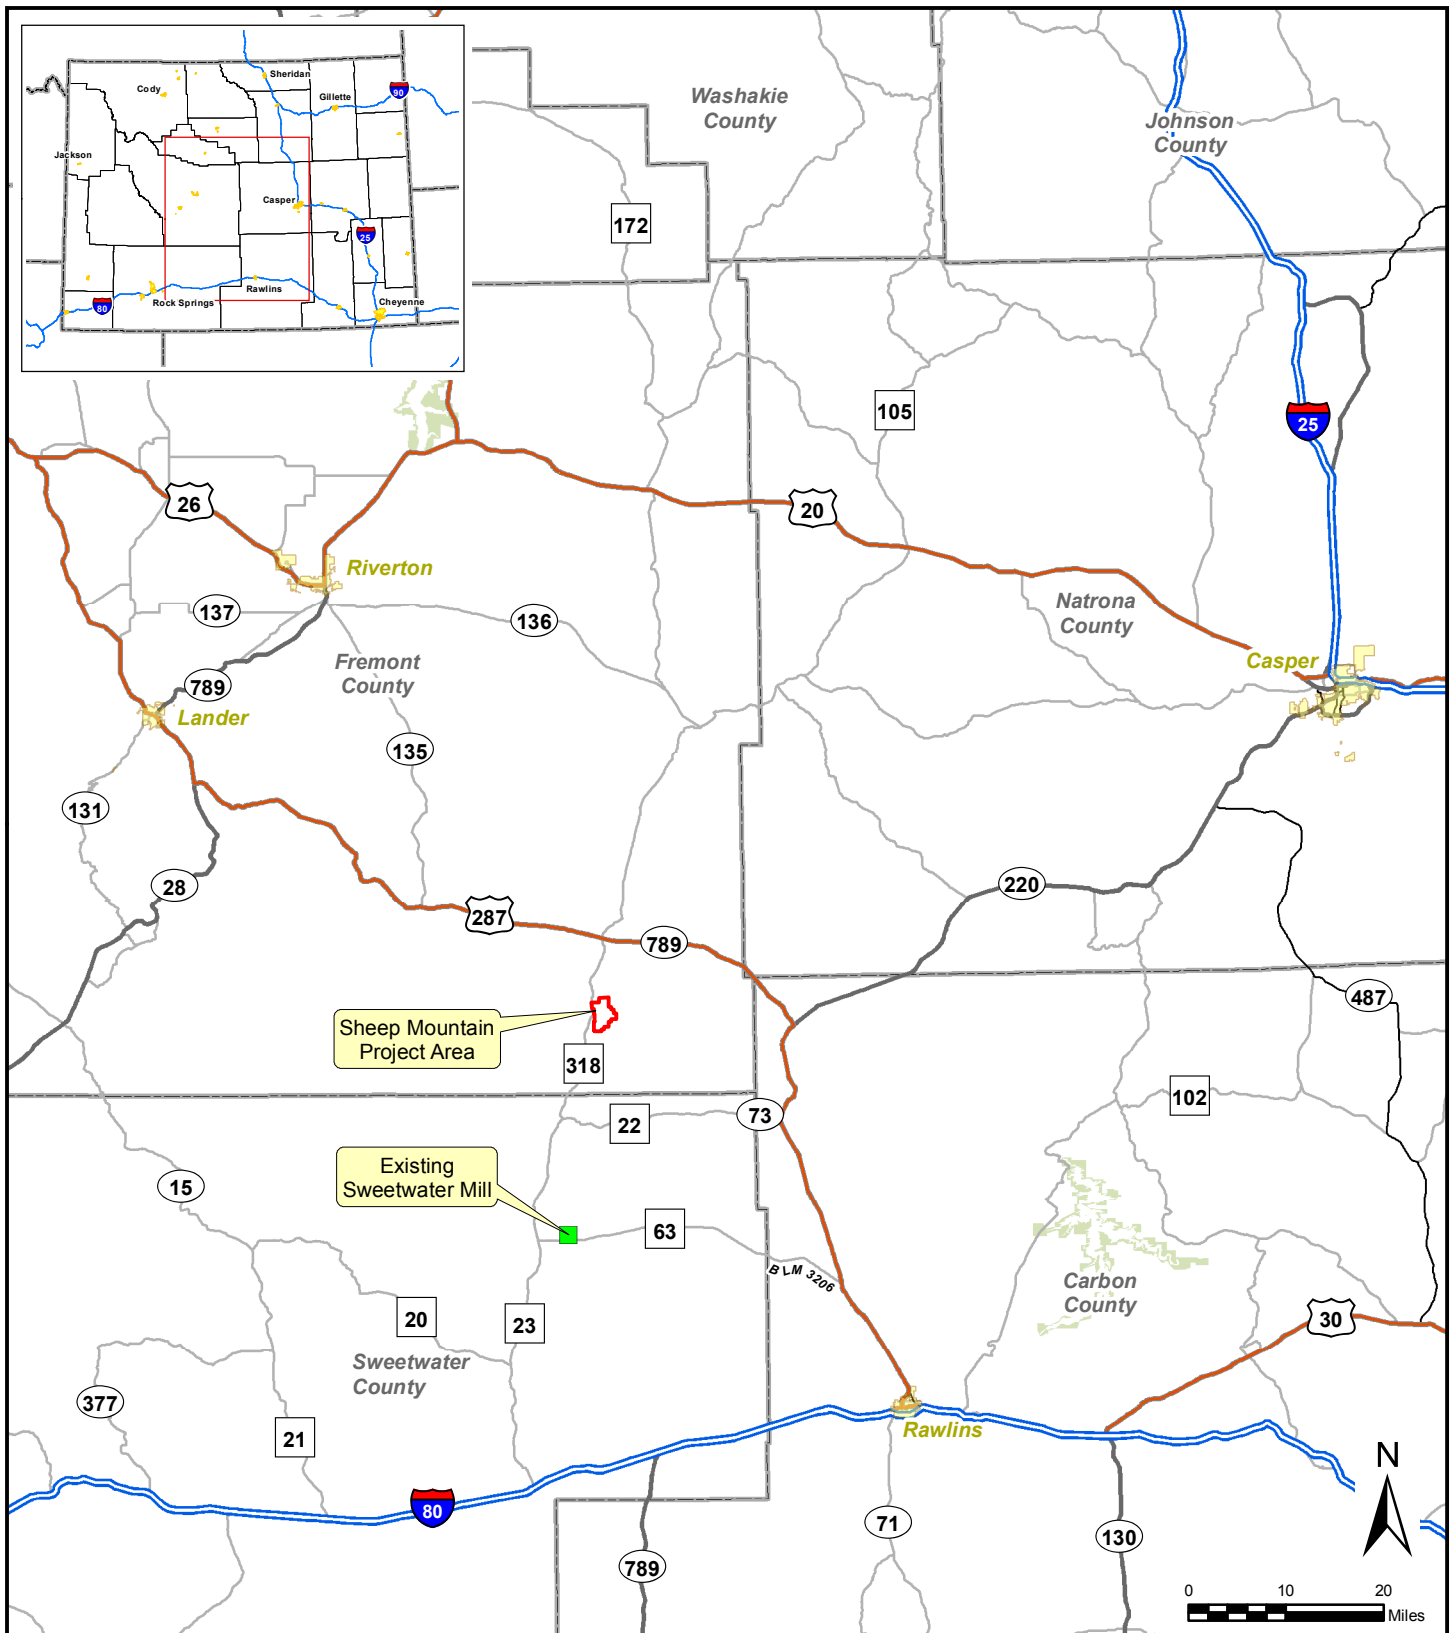 Sheridan
Cody
Gillette
90
Jackson
Casper
25
Rawlins
Rock Springs
80
Cheyenne
Washakie
County
Johnson
County
172
105
25
26
20
Riverton
137
136
Natrona
County
Fremont
County
Casper
789
Lander
135
131
28
220
287
789
487
Sheep Mountain
Project Area
318
102
22
73
Existing
Sweetwater Mill
15
63
BLM 3206
Carbon
County
20
23
30
Sweetwater
County
377
Rawlins
21
N
80
71
130
789
0
10
20
Miles